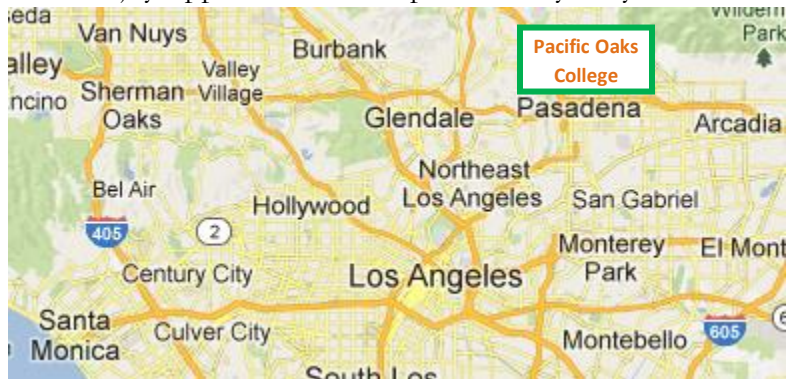 Van Nuys
Burbank
Park
Pacific Oaks
College
Valley
Village
Sherman
Oaks
Glendale
Pasadena
Arcadia
Northeast
Los Angeles
Bel Air
Hollywood
San Gabriel
405
2
Monterey
Park
El Mont
Century City
Los Angeles
Santa
Monica
Culver City
Montebello
605
South Los